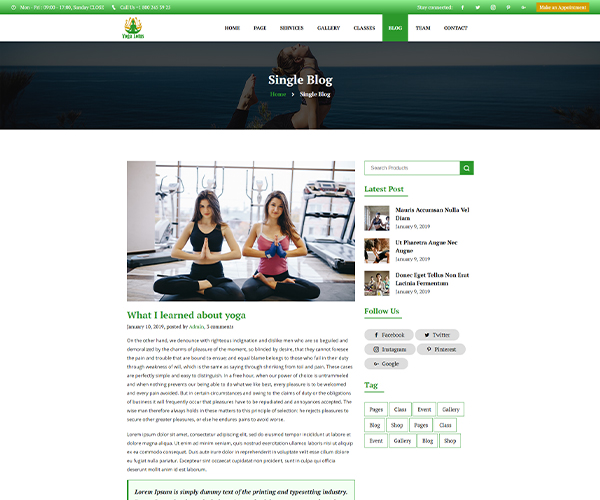 Mon - Fri : 09:00 - 17:00, Sunday CLOSE
Call Us +1 800 245 39 25
Stay connected:
Make an Appointment
Yoga Lotus
HOME PAGE SERVICES GALLERY CLASSES BLOG TEAM CONTACT
Single Blog
Home > Single Blog
Search Products
Latest Post
Mauris Accumsan Nulla Vel
Diam
January 9, 2019
Ut Pharetra Augue Nec
Augue
January 9, 2019
Donec Eget Tellus Non Erat
Lacinia Fermentum
January 9, 2019
Follow Us
Facebook Twitter
Instagram Pinterest
Google
Tag
Pages Class Event Gallery
Blog Shop Pages Class
Event Gallery Blog Shop
What I learned about yoga
January 10, 2019, posted by Admin, 3 comments
On the other hand, we denounce with righteous indignation and dislike men who are so beguiled and
demoralized by the charms of pleasure of the moment, so blinded by desire, that they cannot foresee
the pain and trouble that are bound to ensue; and equal blame belongs to those who fail in their duty
through weakness of will, which is the same as saying through shrinking from toil and pain. These cases
are perfectly simple and easy to distinguish. In a free hour, when our power of choice is untrammelled
and when nothing prevents our being able to do what we like best, every pleasure is to be welcomed
and every pain avoided. But in certain circumstances and owing to the claims of duty or the obligations
of business it will frequently occur that pleasures have to be repudiated and annoyances accepted. The
wise man therefore always holds in these matters to this principle of selection: he rejects pleasures to
secure other greater pleasures, or else he endures pains to avoid worse.
Lorem ipsum dolor sit amet, consectetur adipiscing elit, sed do eiusmod tempor incididunt ut labore et
dolore magna aliqua. Ut enim ad minim veniam, quis nostrud exercitation ullamco laboris nisi ut aliquip
ex ea commodo consequat. Duis aute irure dolor in reprehenderit in voluptate velit esse cillum dolore
eu fugiat nulla pariatur. Excepteur sint occaecat cupidatat non proident, sunt in culpa qui officia
deserunt mollit anim id est laborum.
Lorem Ipsum is simply dummy text of the printing and typesetting industry.